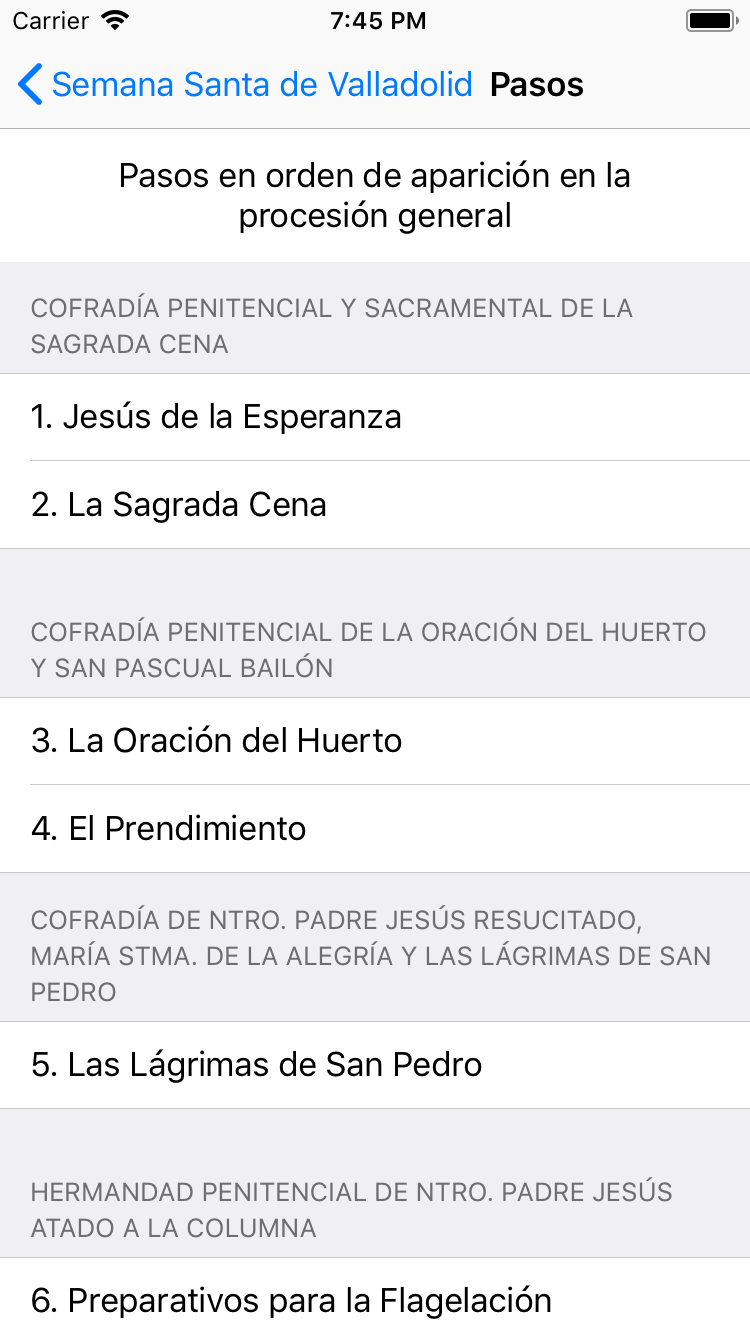 Carrier 7:45 PM
Semana Santa de Valladolid Pasos
Pasos en orden de aparición en la
procesión general
COFRADÍA PENITENCIAL Y SACRAMENTAL DE LA
SAGRADA CENA
1. Jesús de la Esperanza
2. La Sagrada Cena
COFRADÍA PENITENCIAL DE LA ORACIÓN DEL HUERTO
Y SAN PASCUAL BAILÓN
3. La Oración del Huerto
4. El Prendimiento
COFRADÍA DE NTRO. PADRE JESÚS RESUCITADO,
MARÍA STMA. DE LA ALEGRÍA Y LAS LÁGRIMAS DE SAN
PEDRO
5. Las Lágrimas de San Pedro
HERMANDAD PENITENCIAL DE NTRO. PADRE JESÚS
ATADO A LA COLUMNA
6. Preparativos para la Flagelación